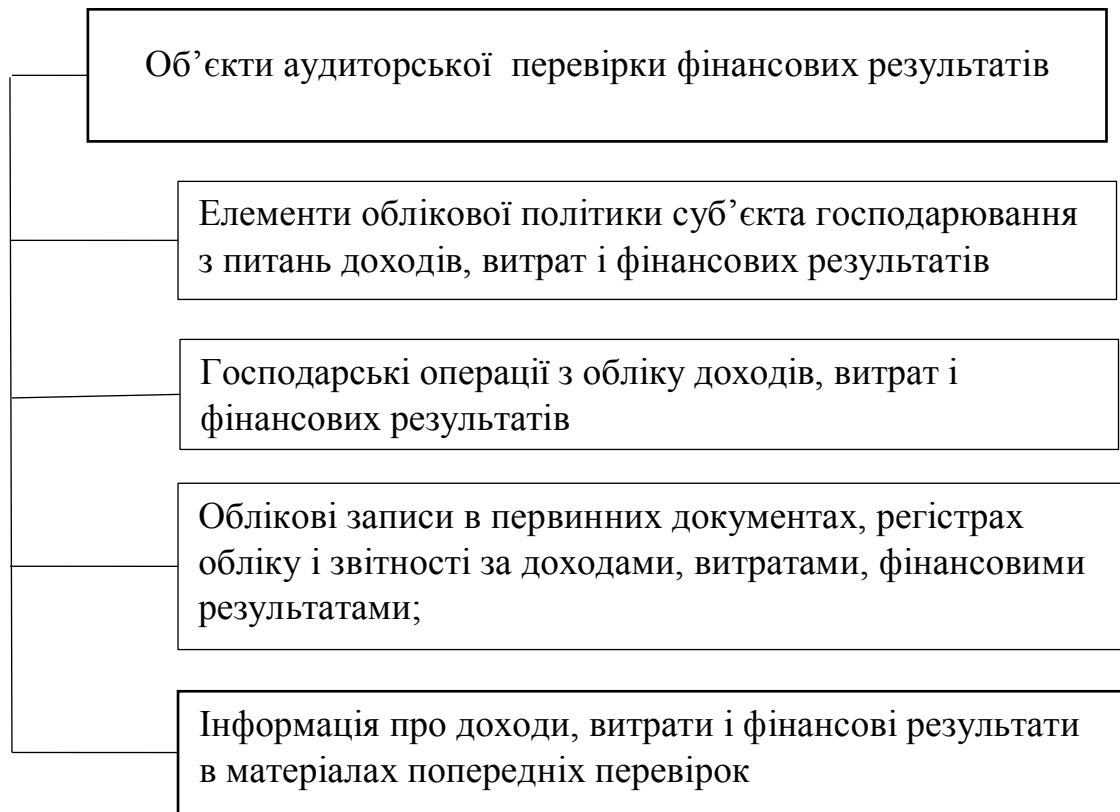 Об’єкти аудиторської перевірки фінансових результатів
Елементи облікової політики суб’єкта господарювання
з питань доходів, витрат і фінансових результатів
Господарські операції з обліку доходів, витрат і
фінансових результатів
Облікові записи в первинних документах, регістрах
обліку і звітності за доходами, витратами, фінансовими
результатами;
Інформація про доходи, витрати і фінансові результати
в матеріалах попередніх перевірок